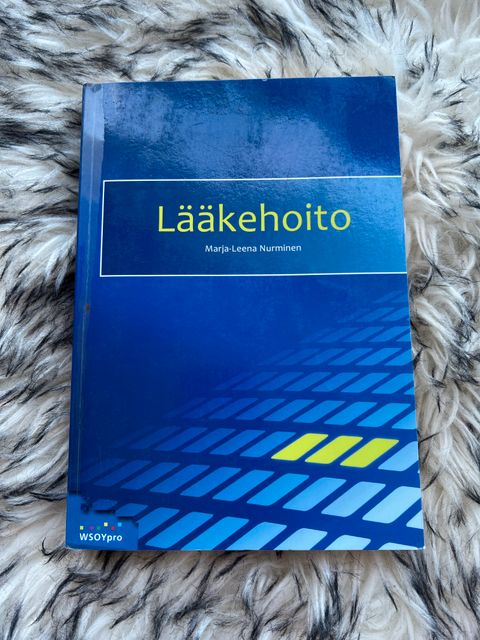 Lääkehoito
Marja-Leena Nurminen
WSOYpro